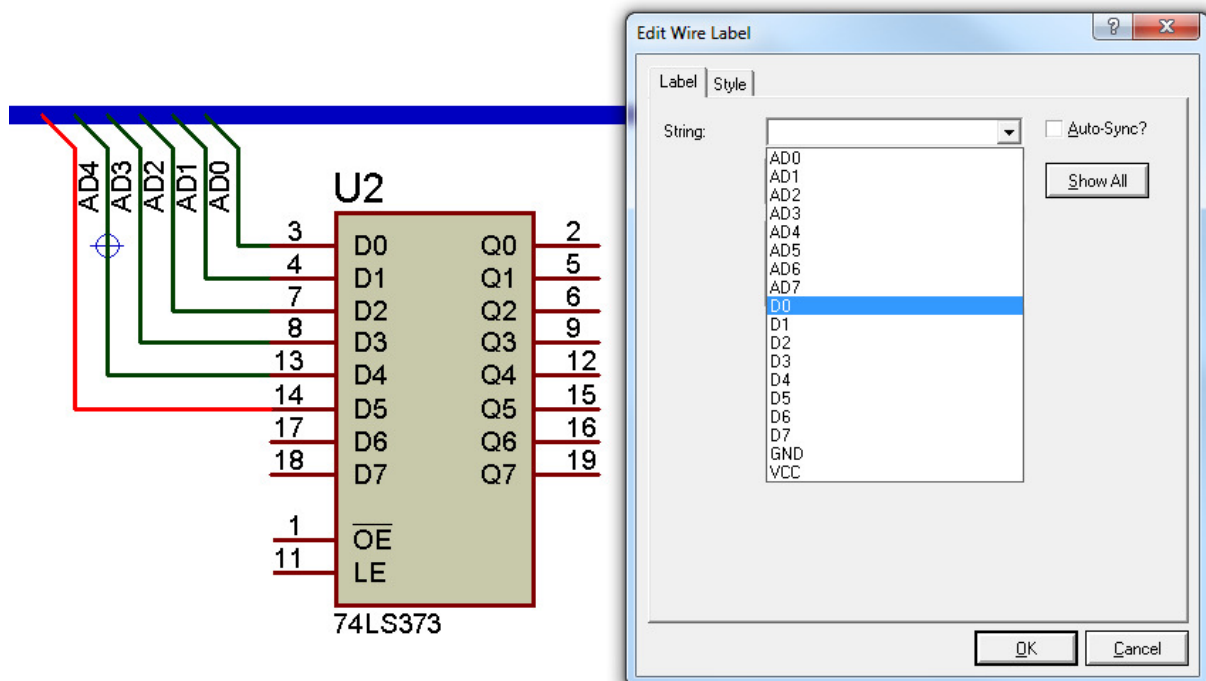 AD4 AD3 AD2 AD1 AD0
U2
3 D0 Q0 2
4 D1 Q1 5
7 D2 Q2 6
8 D3 Q3 9
13 D4 Q4 12
14 D5 Q5 15
17 D6 Q6 16
18 D7 Q7 19
1 OE
11 LE
74LS373
Edit Wire Label
Label Style
String:
Auto-Sync?
Show All
AD0
AD1
AD2
AD3
AD4
AD5
AD6
AD7
D0
D1
D2
D3
D4
D5
D6
D7
GND
VCC
OK Cancel